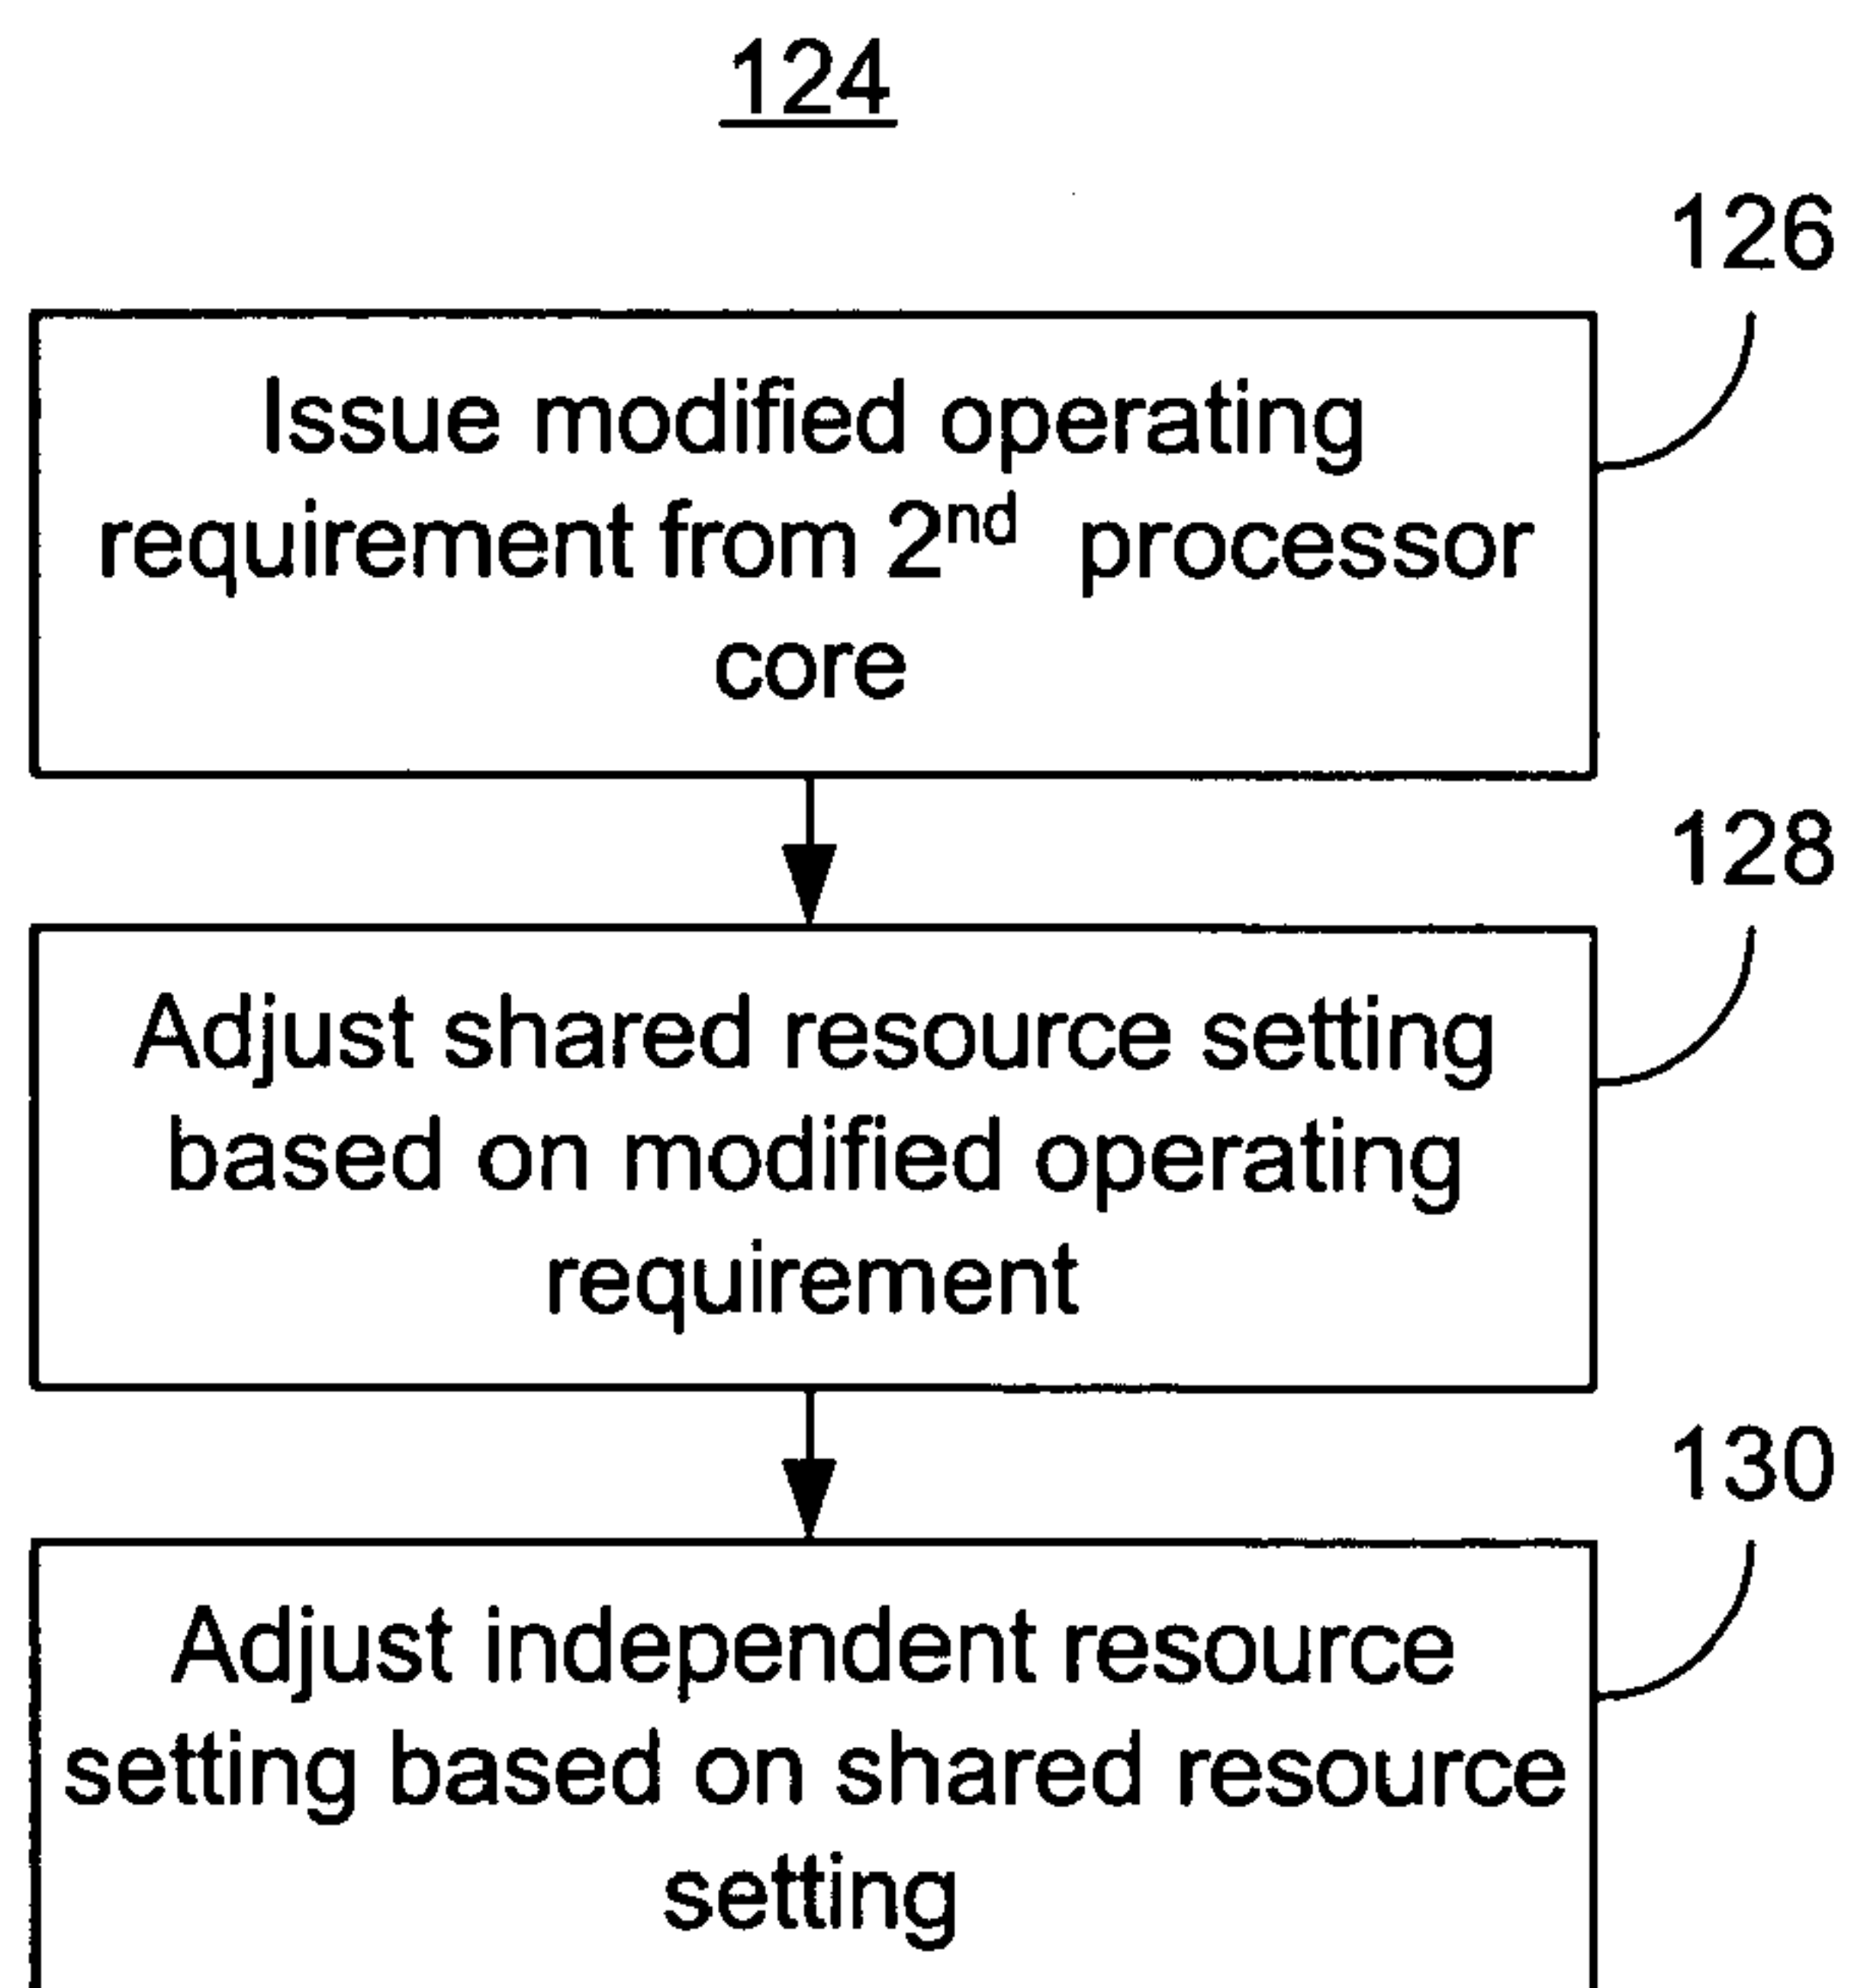 124
126
Issue modified operating
requirement from 2nd processor
core
128
Adjust shared resource setting
based on modified operating
requirement
130
Adjust independent resource
setting based on shared resource
setting